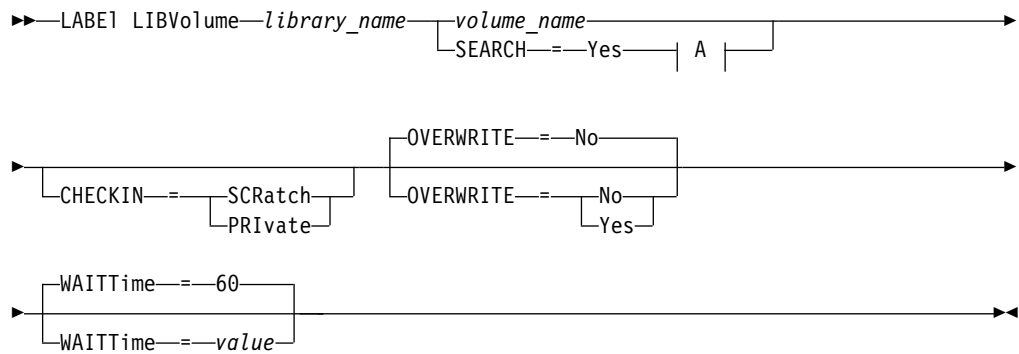 LABEl LIBVolume library_name volume_name
SEARCH = Yes A
OVERWRITE = No
CHECKIN = SCRatch OVERWRITE = No
PRIvate Yes
WAITTime = 60
WAITTime = value